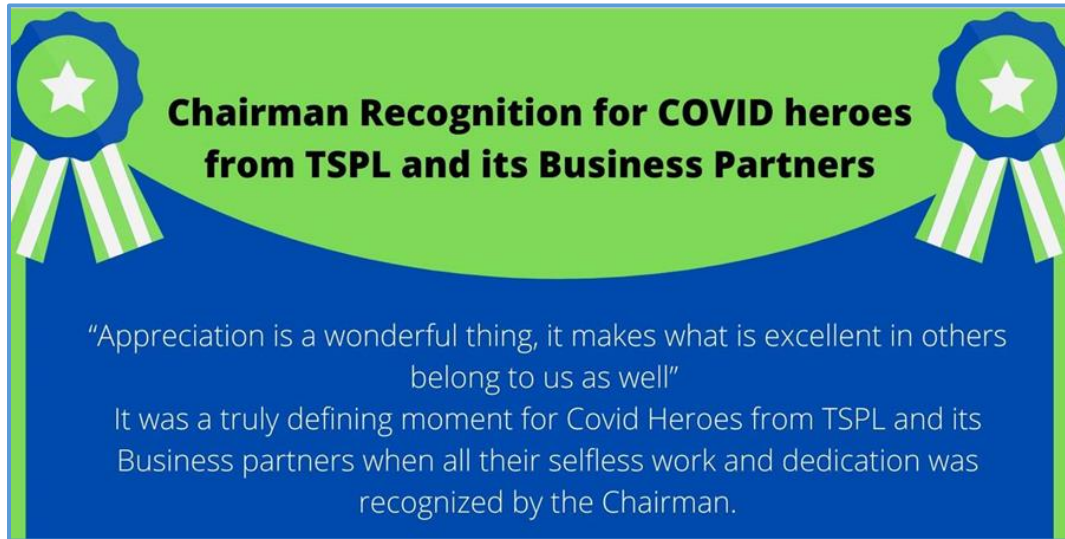 Chairman Recognition for COVID heroes
from TSPL and its Business Partners
“Appreciation is a wonderful thing, it makes what is excellent in others
belong to us as well”
It was a truly defining moment for Covid Heroes from TSPL and its
Business partners when all their selfless work and dedication was
recognized by the Chairman.